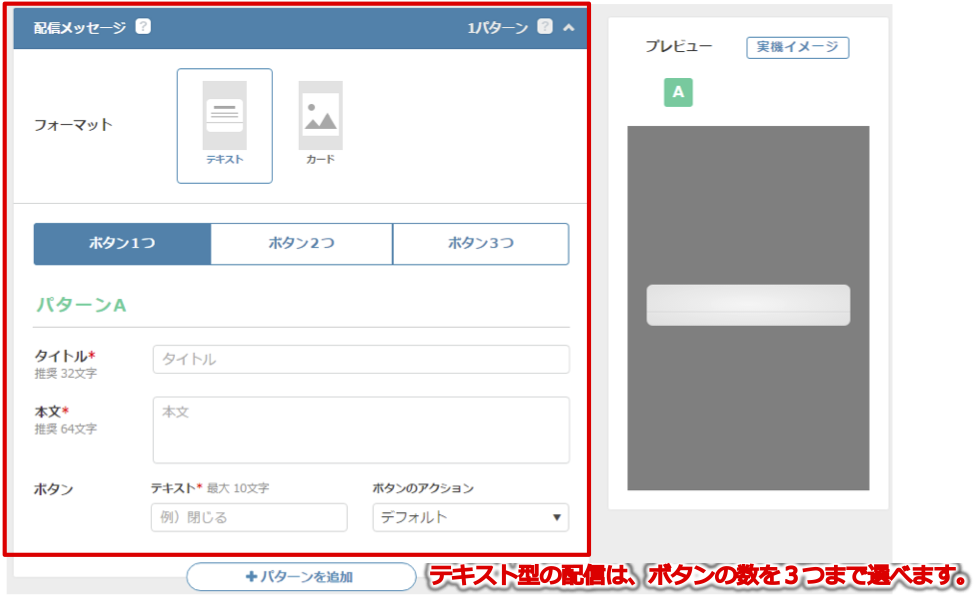 配信メッセージ ? 1パターン ?
プレビュー 実機イメージ
A
フォーマット
テキスト カード
ボタン1つ ボタン2つ ボタン3つ
パターンA
タイトル* タイトル
推奨 32文字
本文* 本文
推奨 64文字
ボタン テキスト* 最大 10文字 ボタンのアクション
例）閉じる デフォルト ▼
+パターンを追加
テキスト型の配信は、ボタンの数を３つまで選べます。